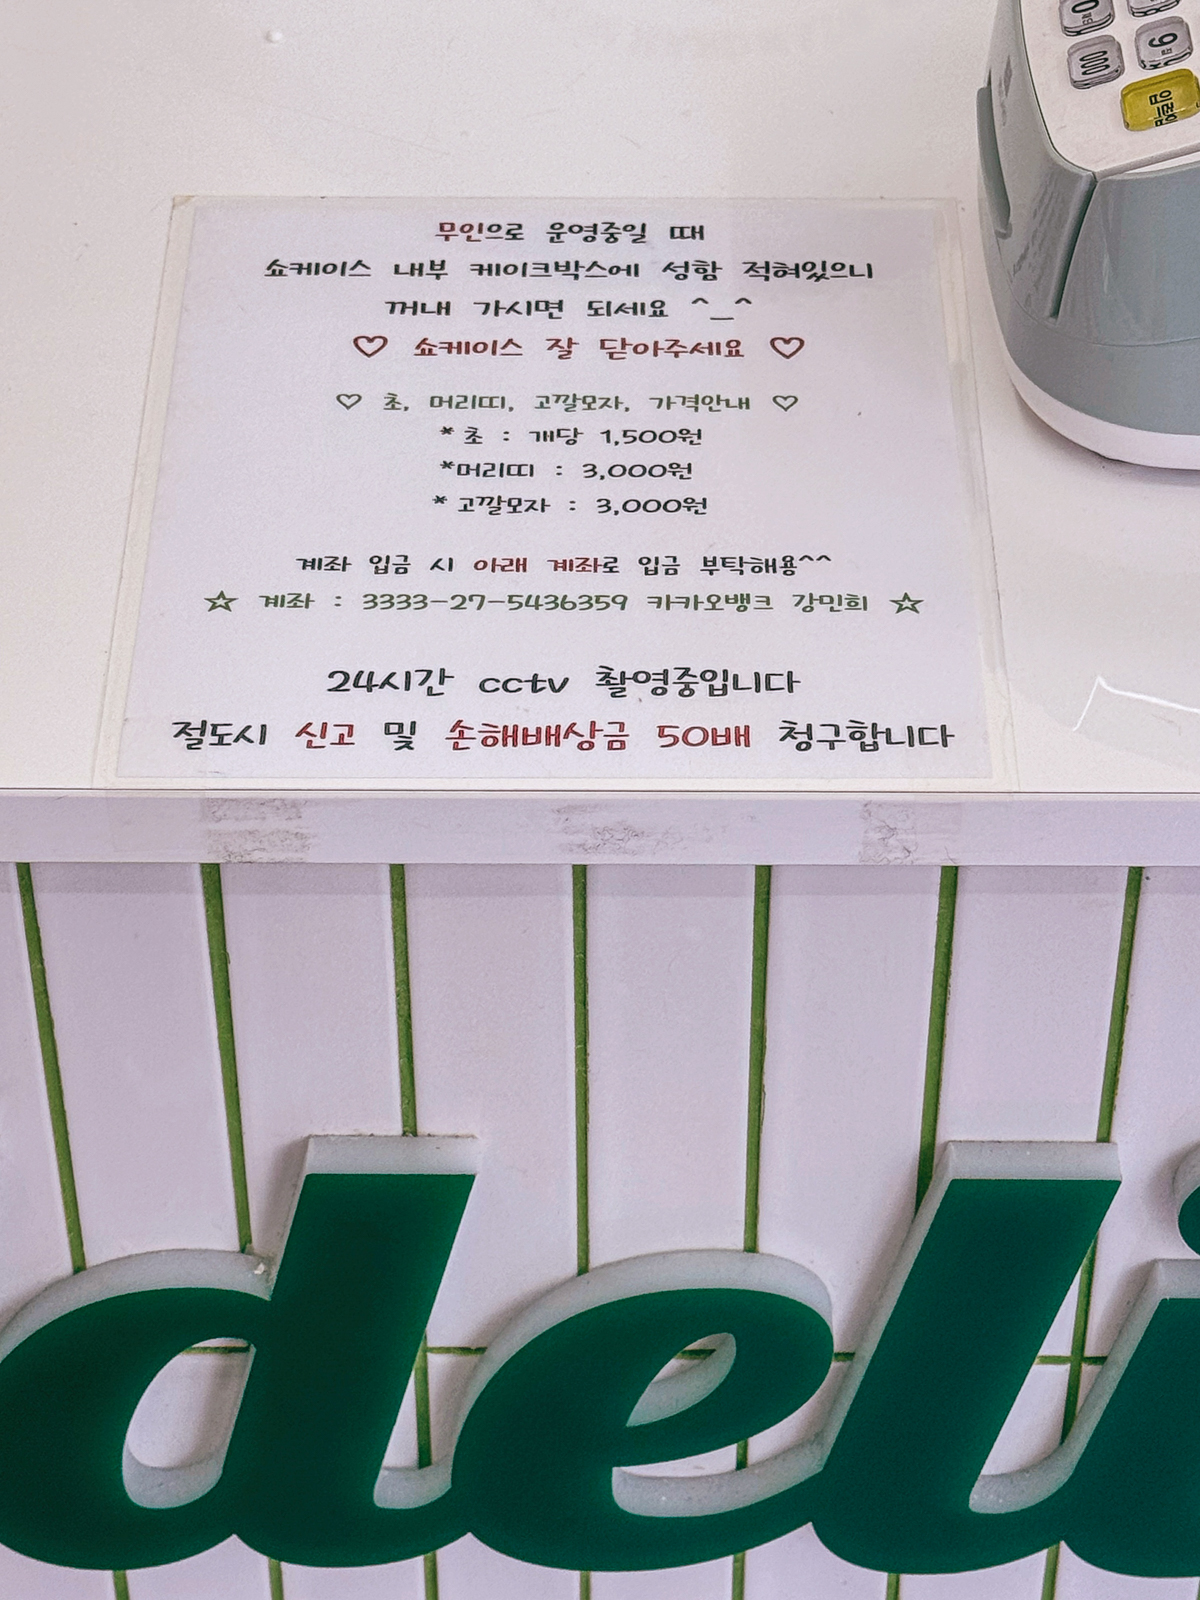 무인으로 운영중일 때
쇼케이스 내부 케이크박스에 성함 적혀있으니
꺼내 가시면 되세요 ^_^
♡ 쇼케이스 잘 닫아주세요 ♡
♡ 초, 머리띠, 고깔모자, 가격안내 ♡
* 초 : 개당 1,500원
*머리띠 : 3,000원
* 고깔모자 : 3,000원
계좌 입금 시 아래 계좌로 입금 부탁해용^^
☆ 계좌 : 3333-27-5436359 카카오뱅크 강민희 ☆
24시간 cctv 촬영중입니다
절도시 신고 및 손해배상금 50배 청구합니다
000
9
deli